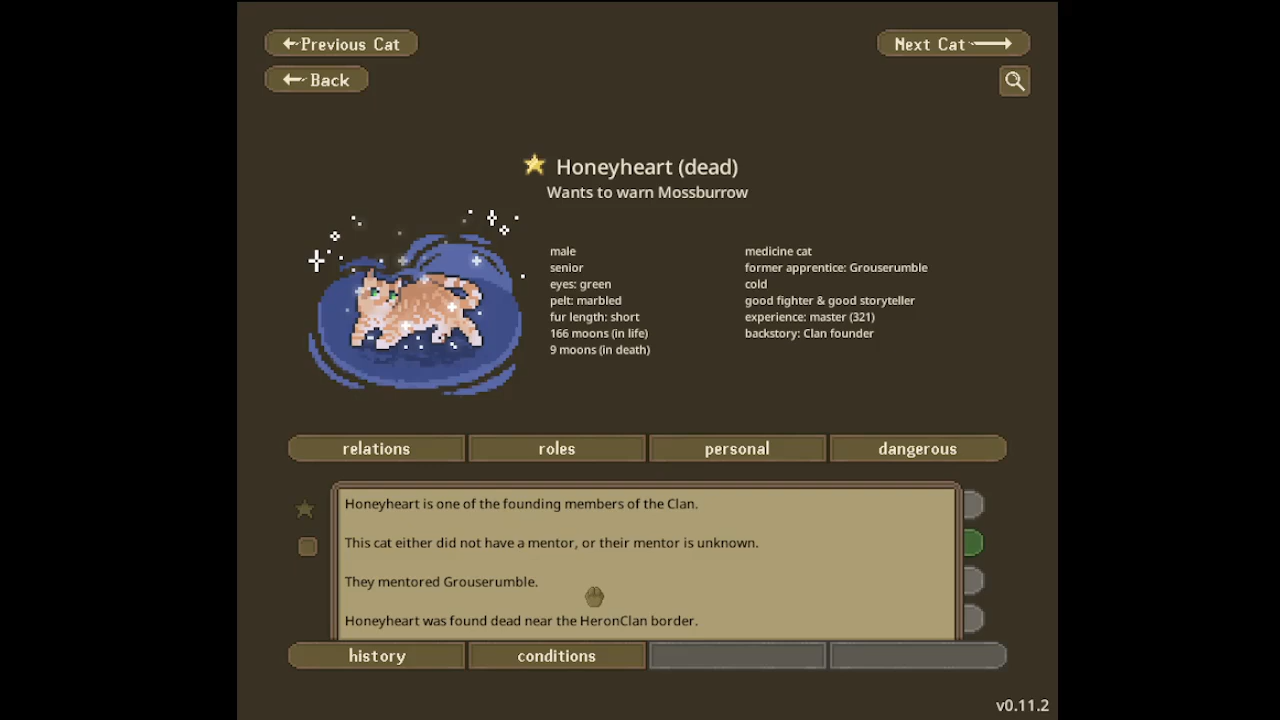 Previous Cat
Next Cat
Back
Honeyheart (dead)
Wants to warn Mossburrow
male
senior
eyes: green
pelt: marbled
fur length: short
166 moons (in life)
9 moons (in death)
medicine cat
former apprentice: Grouserumble
cold
good fighter & good storyteller
experience: master (321)
backstory: Clan founder
relations
roles
personal
dangerous
Honeyheart is one of the founding members of the Clan.
This cat either did not have a mentor, or their mentor is unknown.
They mentored Grouserumble.
Honeyheart was found dead near the HeronClan border.
history
conditions
v0.11.2